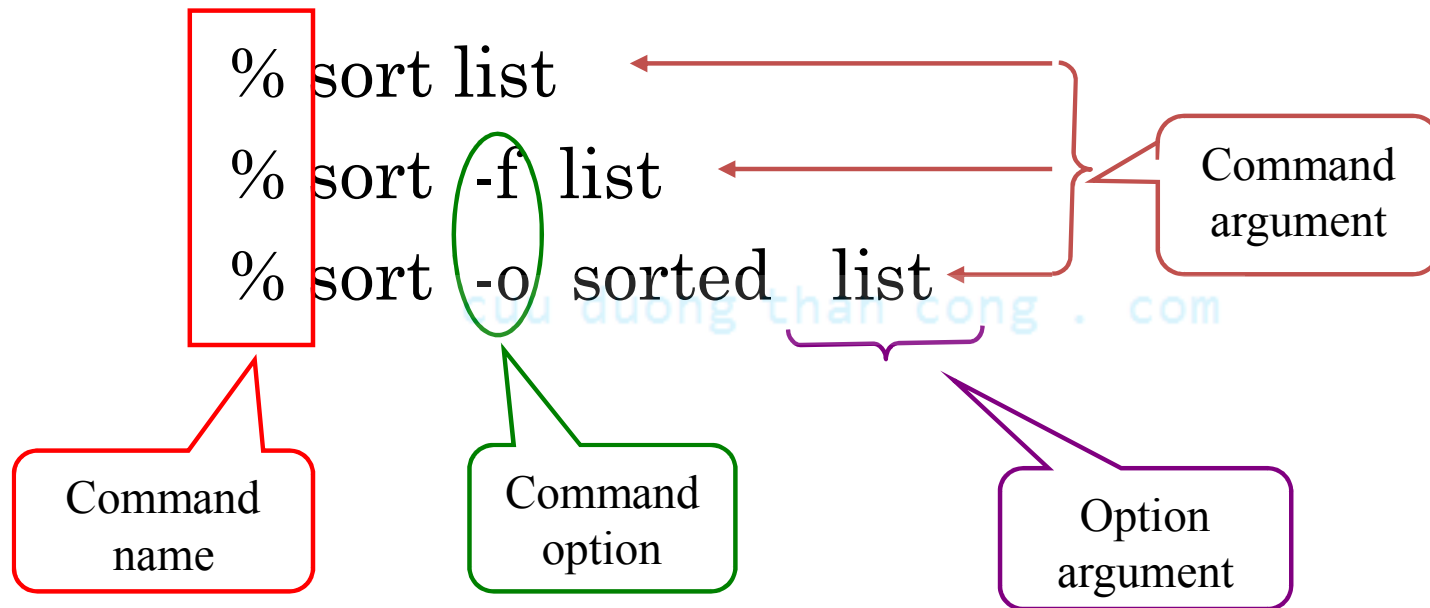 % sort list
% sort -f list
% sort -o sorted list
cuu duong than cong . com
Command
argument
Command
name
Command
option
Option
argument